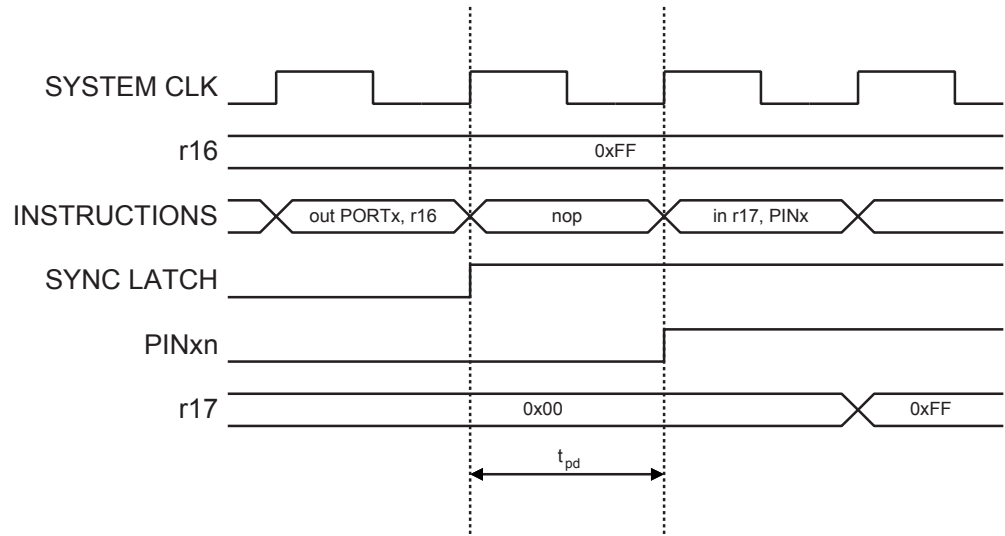 SYSTEM CLK
r16
0xFF
INSTRUCTIONS
out PORTx, r16
nop
in r17, PINx
SYNC LATCH
PINxn
r17
0x00
0xFF
tpd